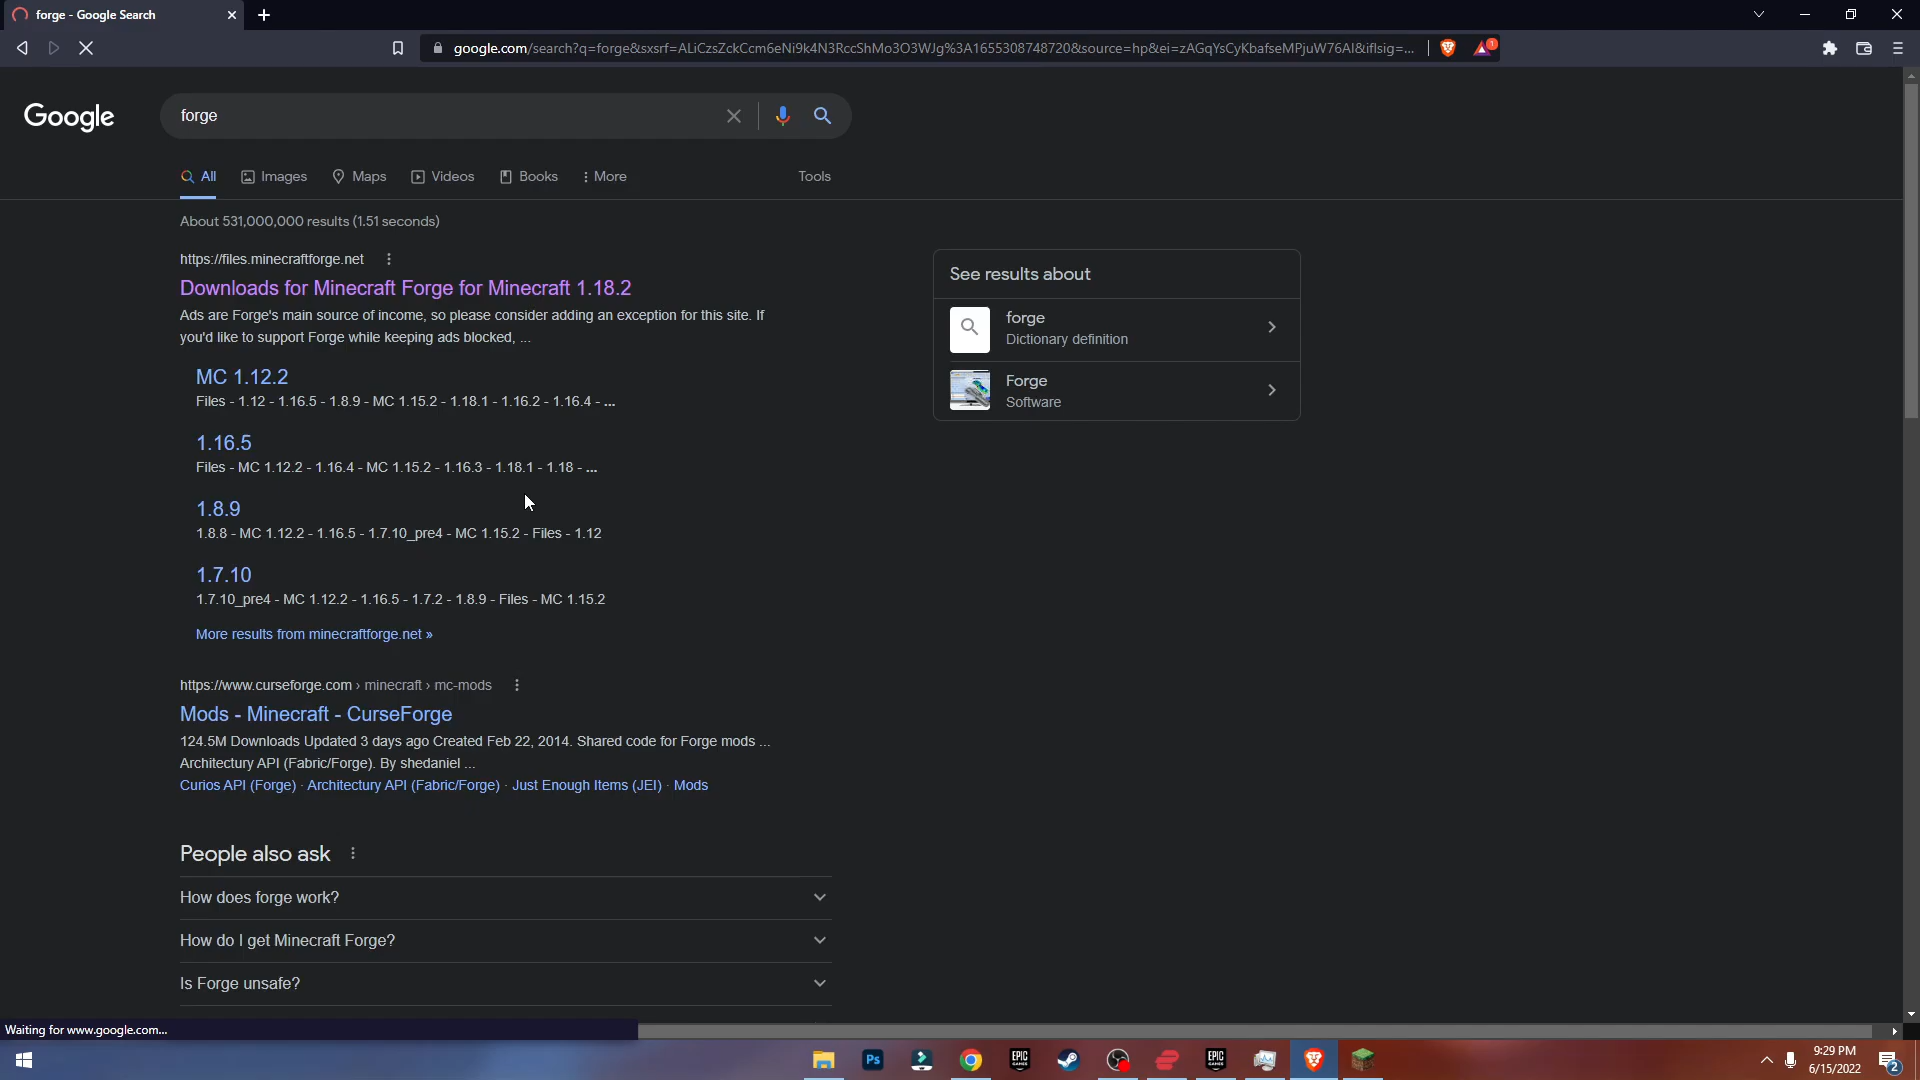 forge - Google Search
google.com/search?q=forge&sxsrf=ALiCzsZckCcm6eNi9k4N3RccShMo3O3WJg%3A1655308748720&source=hp&ei=zAGqYsCyKbafseMPjuW76AI&iflsig=...
1
Google
forge
All
Images
Maps
Videos
Books
More
Tools
About 531,000,000 results (1.51 seconds)
https://files.minecraftforge.net
Downloads for Minecraft Forge for Minecraft 1.18.2
Ads are Forge's main source of income, so please consider adding an exception for this site. If
you'd like to support Forge while keeping ads blocked, ...
MC 1.12.2
Files - 1.12 - 1.16.5 - 1.8.9 - MC 1.15.2 - 1.18.1 - 1.16.2 - 1.16.4 - ...
1.16.5
Files - MC 1.12.2 - 1.16.4 - MC 1.15.2 - 1.16.3 - 1.18.1 - 1.18 - ...
1.8.9
1.8.8 - MC 1.12.2 - 1.16.5 - 1.7.10_pre4 - MC 1.15.2 - Files - 1.12
1.7.10
1.7.10_pre4 - MC 1.12.2 - 1.16.5 - 1.7.2 - 1.8.9 - Files - MC 1.15.2
More results from minecraftforge.net »
https://www.curseforge.com › minecraft › mc-mods
Mods - Minecraft - CurseForge
124.5M Downloads Updated 3 days ago Created Feb 22, 2014. Shared code for Forge mods ...
Architectury API (Fabric/Forge). By shedaniel ...
Curios API (Forge) · Architectury API (Fabric/Forge) · Just Enough Items (JEI) · Mods
People also ask
How does forge work?
How do I get Minecraft Forge?
Is Forge unsafe?
See results about
forge
Dictionary definition
Forge
Software
Waiting for www.google.com...
Ps
EPIC GAMES
EPIC GAMES
9:29 PM
6/15/2022
2